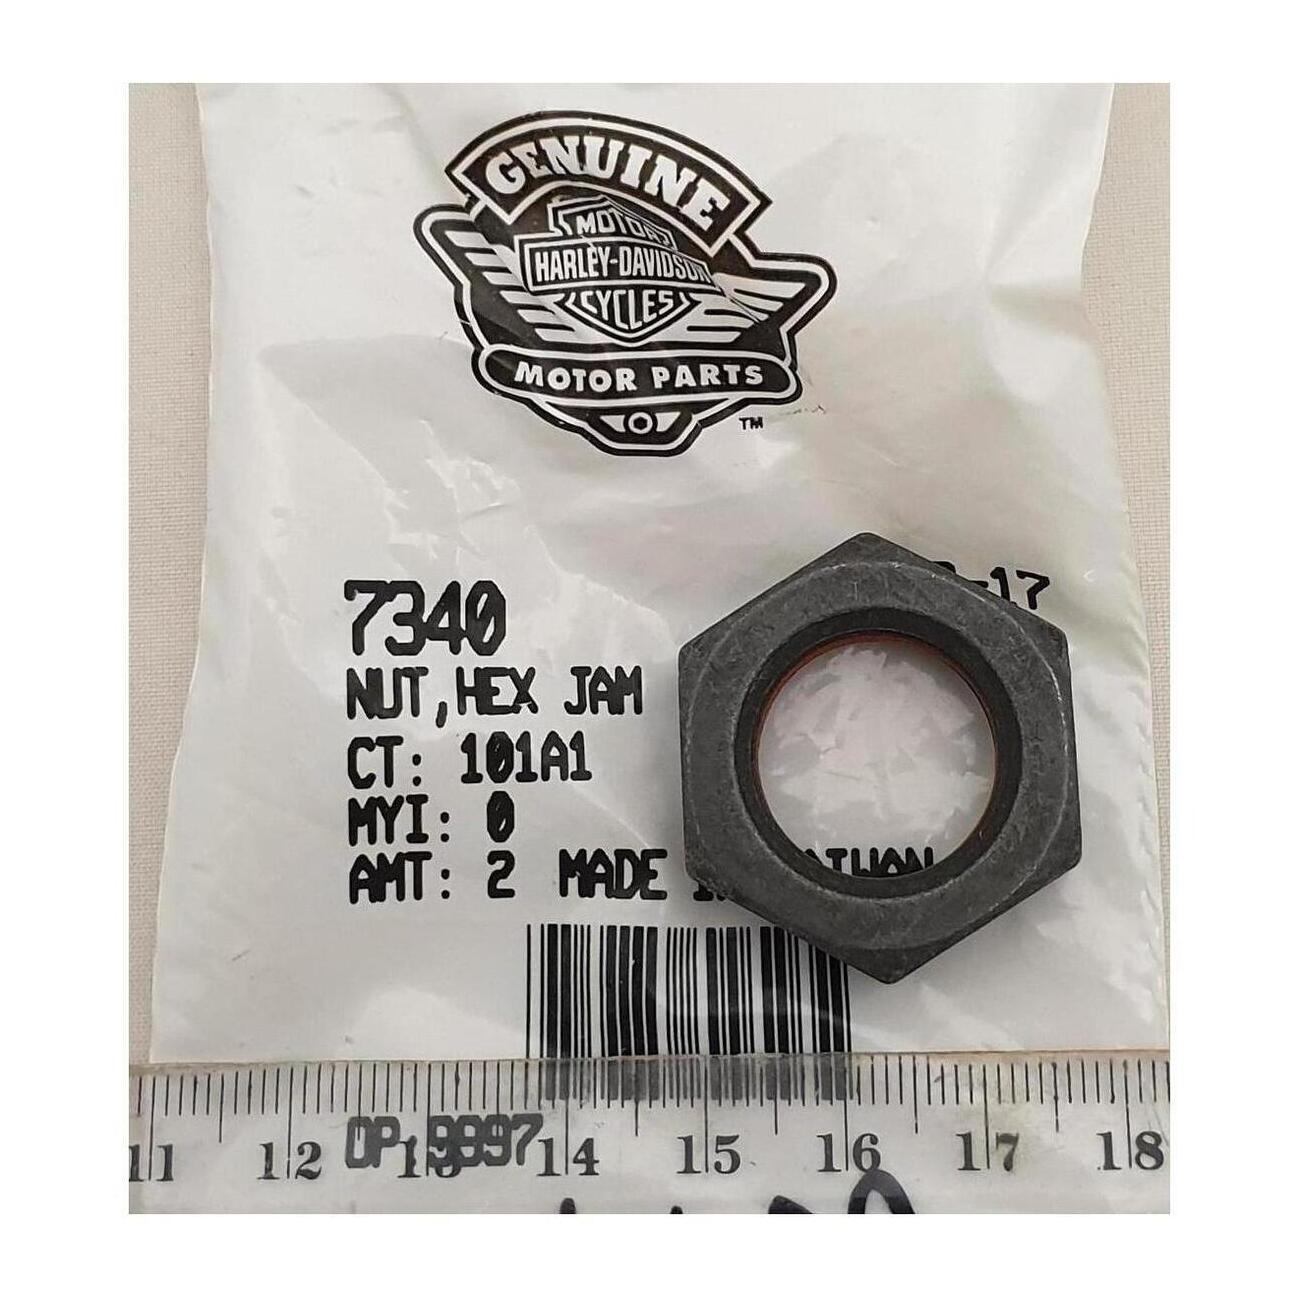 GENUINE
MOTOR
HARLEY-DAVIDSON
CYCLES
MOTOR PARTS
TM
-17
7340
NUT, HEX JAM
CT: 101A1
MYI: 0
AMT: 2 MADE
11 12 13 14 15 16 17 18